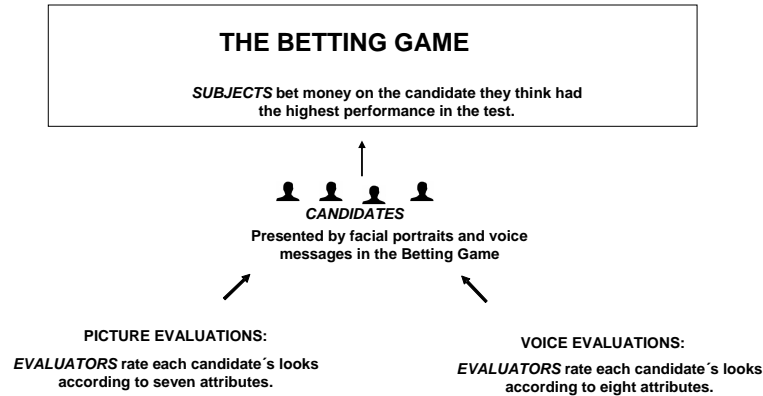 THE BETTING GAME
SUBJECTS bet money on the candidate they think had
the highest performance in the test.
CANDIDATES
Presented by facial portraits and voice
messages in the Betting Game
PICTURE EVALUATIONS:
EVALUATORS rate each candidate´s looks
according to seven attributes.
VOICE EVALUATIONS:
EVALUATORS rate each candidate´s looks
according to eight attributes.